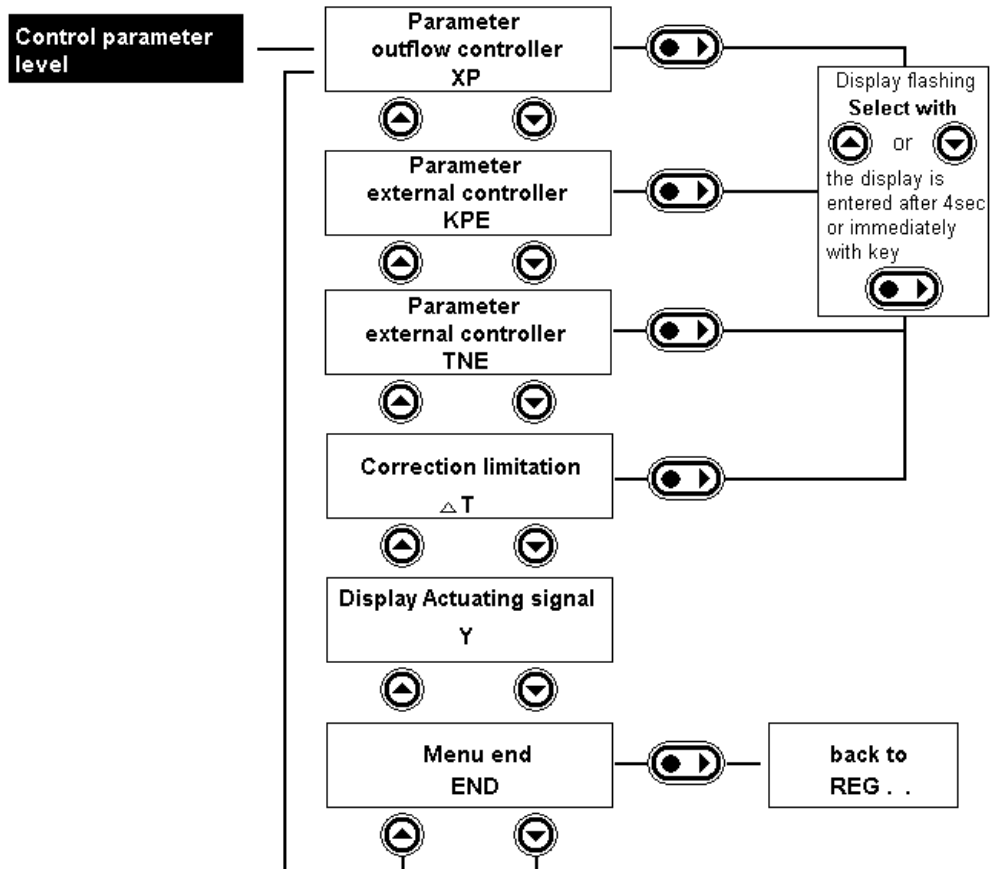 Control parameter
level
Parameter
outflow controller
XP
Display flashing
Select with
or
the display is
entered after 4sec
or immediately
with key
Parameter
external controller
KPE
Parameter
external controller
TNE
Correction limitation
△T
Display Actuating signal
Y
Menu end
END
back to
REG . .